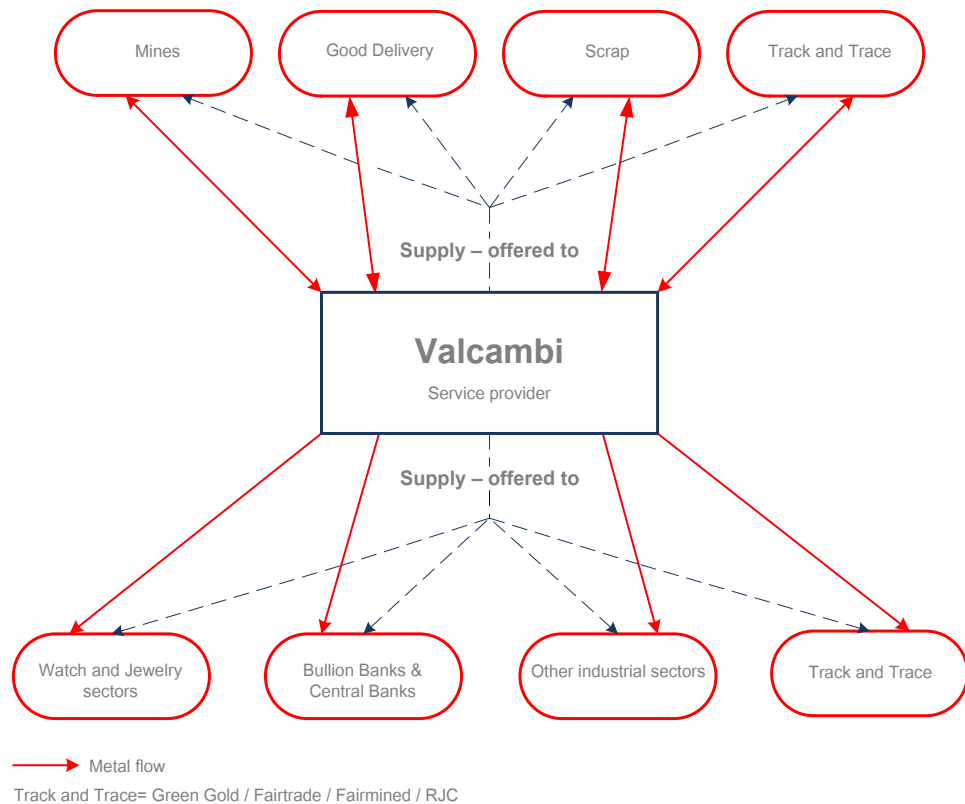 Mines
Good Delivery
Scrap
Track and Trace
Supply – offered to
Valcambi
Service provider
Supply – offered to
Watch and Jewelry
sectors
Bullion Banks &
Central Banks
Other industrial sectors
Track and Trace
Metal flow
Track and Trace= Green Gold / Fairtrade / Fairmined / RJC